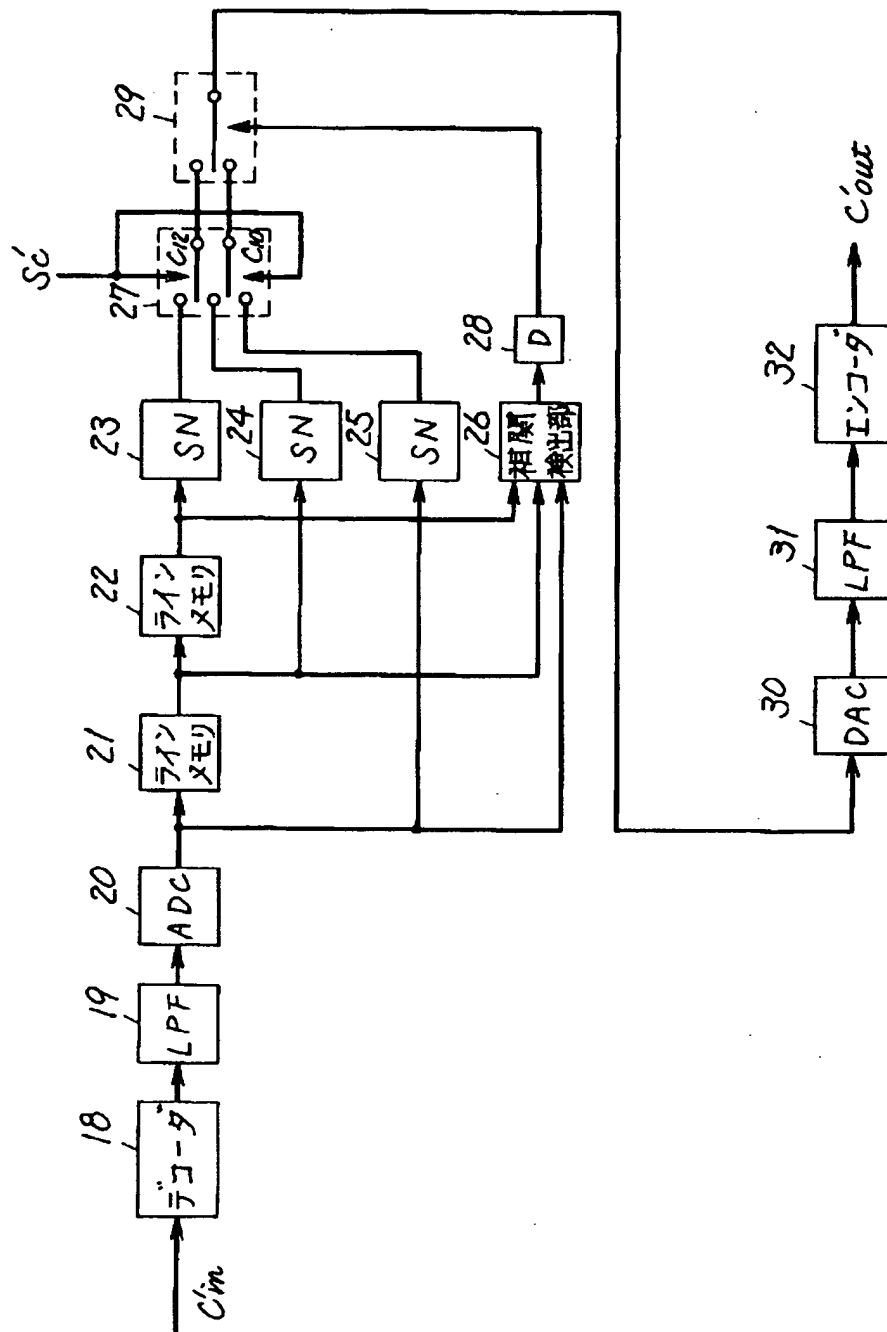 C'in
18
デコーダ
19
LPF
20
ADC
21
ライン
メモリ
22
ライン
メモリ
23
SN
24
SN
25
SN
26
相関
検出部
27
C12
C10
Sc'
28
D
29
30
DAC
31
LPF
32
エンコーダ
C'out